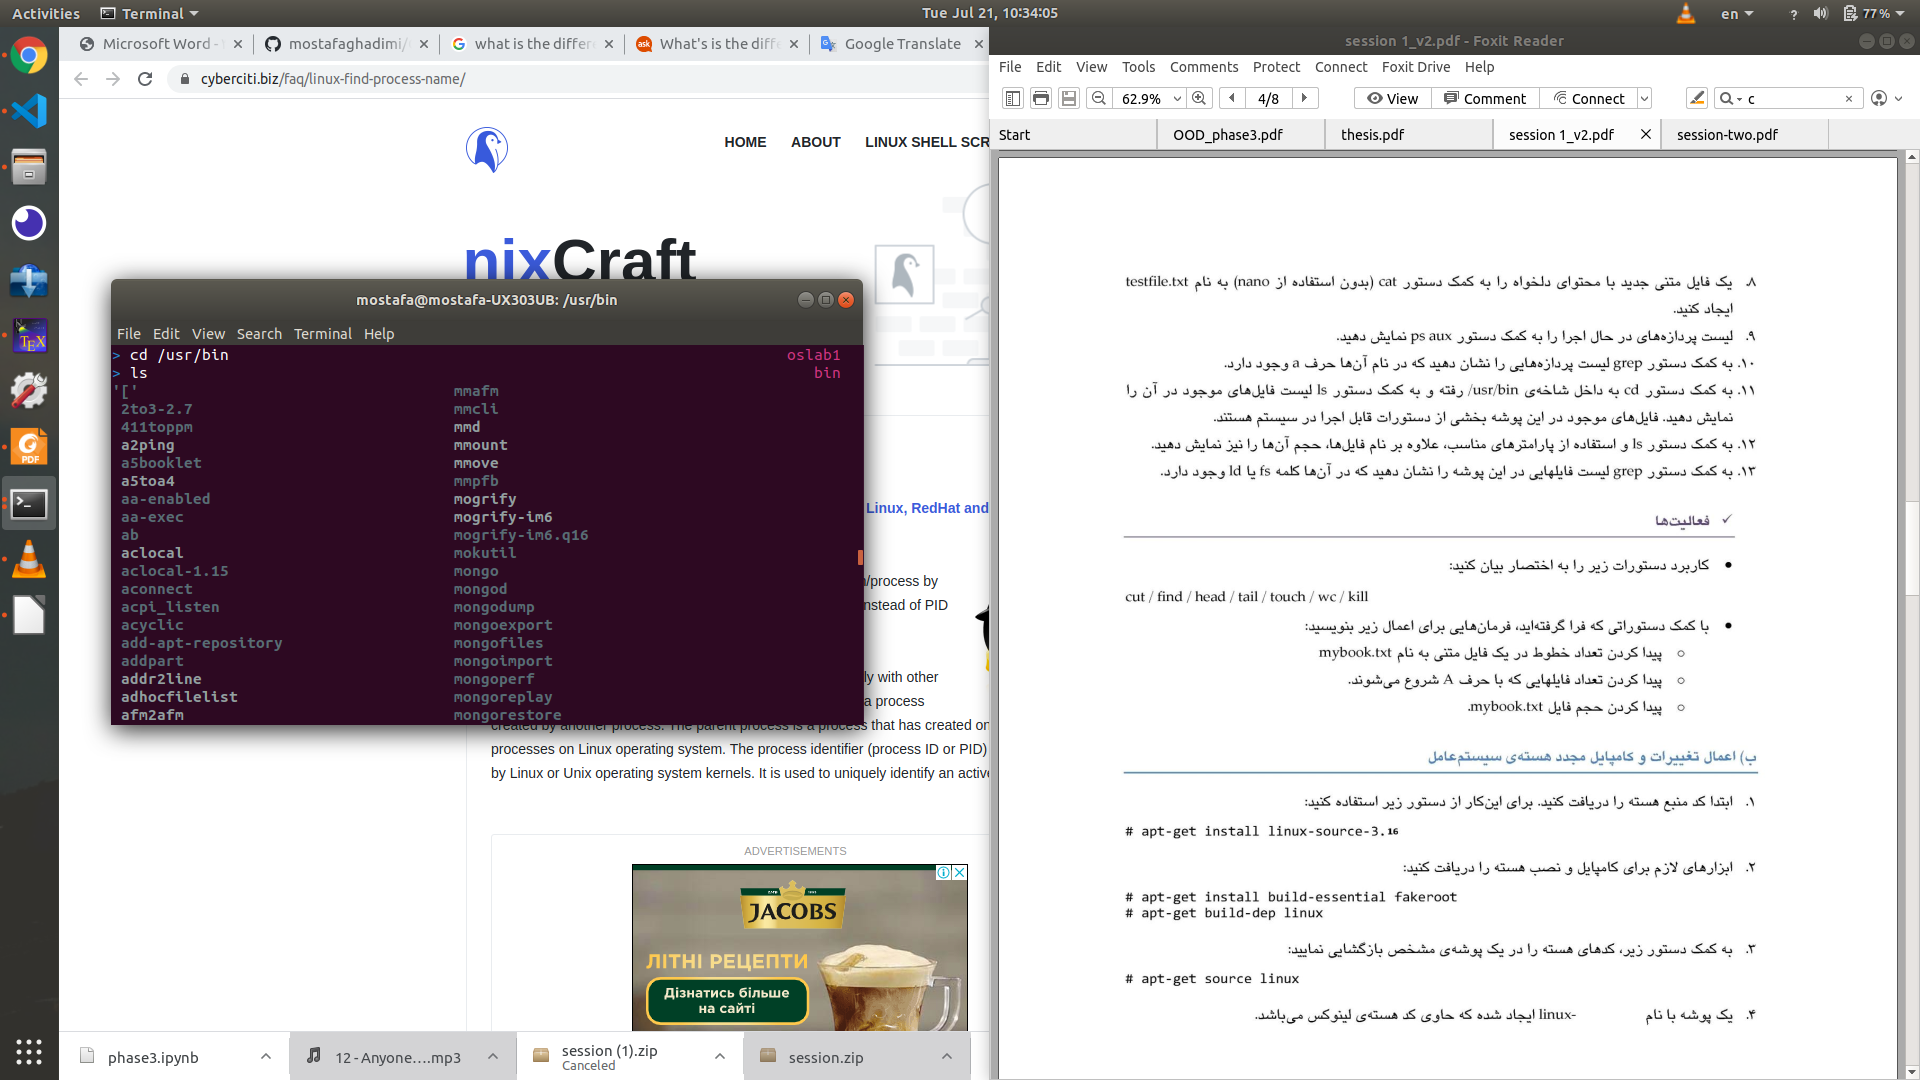 Activities
Terminal
Tue Jul 21, 10:34:05
en
?
77 %
Microsoft Word -
mostafaghadimi/
what is the differ
What's is the diffe
Google Translate
cyberciti.biz/faq/linux-find-process-name/
HOME ABOUT LINUX SHELL SCR
nixCraft
Linux, RedHat and
/process by
nstead of PID
y with other
a process
created by another process. The parent process is a process that has created on
processes on Linux operating system. The process identifier (process ID or PID)
by Linux or Unix operating system kernels. It is used to uniquely identify an active
ADVERTISEMENTS
JACOBS
ЛІТНІ РЕЦЕПТИ
Дізнатись більше
на сайті
mostafa@mostafa-UX303UB: /usr/bin
File Edit View Search Terminal Help
> cd /usr/bin oslab1
> ls bin
'[' mmafm
2to3-2.7 mmcli
411toppm mmd
a2ping mmount
a5booklet mmove
a5toa4 mmpfb
aa-enabled mogrify
aa-exec mogrify-im6
ab mogrify-im6.q16
aclocal mokutil
aclocal-1.15 mongo
aconnect mongod
acpi_listen mongodump
acyclic mongoexport
add-apt-repository mongofiles
addpart mongoimport
addr2line mongoperf
adhocfilelist mongoreplay
afm2afm mongorestore
phase3.ipynb
12 - Anyone….mp3
session (1).zip
Canceled
session.zip
session 1_v2.pdf - Foxit Reader
File Edit View Tools Comments Protect Connect Foxit Drive Help
62.9% 4/8 View Comment Connect c
Start OOD_phase3.pdf thesis.pdf session 1_v2.pdf session-two.pdf
۸. یک فایل متنی جدید با محتوای دلخواه را به کمک دستور cat (بدون استفاده از nano) به نام testfile.txt
ایجاد کنید.
۹. لیست پردازه‌های در حال اجرا را به کمک دستور ps aux نمایش دهید.
۱۰. به کمک دستور grep لیست پردازه‌هایی را نشان دهید که در نام آن‌ها حرف a وجود دارد.
۱۱. به کمک دستور cd به داخل شاخه‌ی /usr/bin رفته و به کمک دستور ls لیست فایل‌های موجود در آن را
نمایش دهید. فایل‌های موجود در این پوشه بخشی از دستورات قابل اجرا در سیستم هستند.
۱۲. به کمک دستور ls و استفاده از پارامترهای مناسب، علاوه بر نام فایل‌ها، حجم آن‌ها را نیز نمایش دهید.
۱۳. به کمک دستور grep لیست فایلهایی در این پوشه را نشان دهید که در آن‌ها کلمه fs یا ld وجود دارد.
✓ فعالیت‌ها
• کاربرد دستورات زیر را به اختصار بیان کنید:
cut / find / head / tail / touch / wc / kill
• با کمک دستوراتی که فرا گرفته‌اید، فرمان‌هایی برای اعمال زیر بنویسید:
○ پیدا کردن تعداد خطوط در یک فایل متنی به نام mybook.txt
○ پیدا کردن تعداد فایلهایی که با حرف A شروع می‌شوند.
○ پیدا کردن حجم فایل mybook.txt.
ب) اعمال تغییرات و کامپایل مجدد هسته‌ی سیستم‌عامل
۱. ابتدا کد منبع هسته را دریافت کنید. برای این‌کار از دستور زیر استفاده کنید:
# apt-get install linux-source-3.16
۲. ابزارهای لازم برای کامپایل و نصب هسته را دریافت کنید:
# apt-get install build-essential fakeroot
# apt-get build-dep linux
۳. به کمک دستور زیر، کدهای هسته را در یک پوشه‌ی مشخص بازگشایی نمایید:
# apt-get source linux
۴. یک پوشه با نام linux- ایجاد شده که حاوی کد هسته‌ی لینوکس می‌باشد.